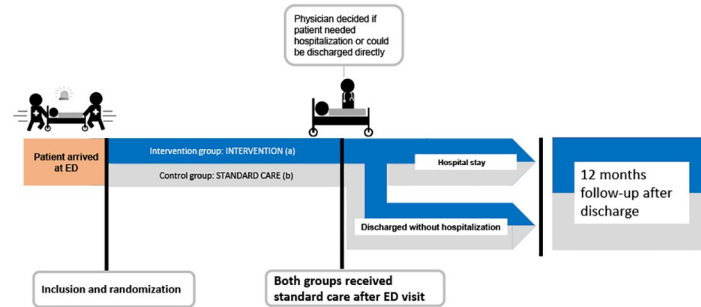 Physician decided if
patient needed
hospitalization or could
be discharged directly
Patient arrived
at ED
Intervention group: INTERVENTION (a)
Control group: STANDARD CARE (b)
Hospital stay
Discharged without hospitalization
12 months
follow-up after
discharge
Inclusion and randomization
Both groups received
standard care after ED visit